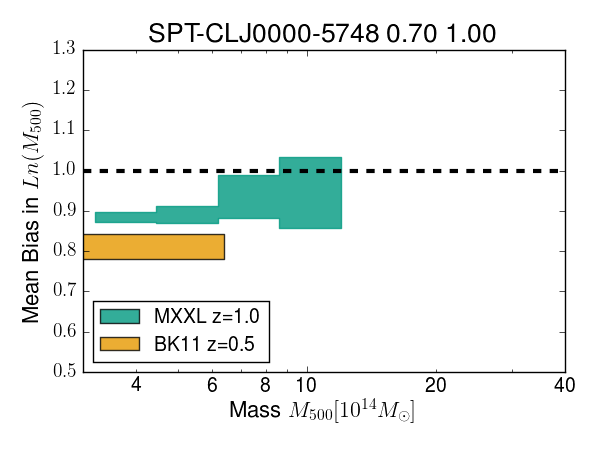 SPT-CLJ0000-5748 0.70 1.00
1.3
1.2
1.1
1.0
0.9
0.8
0.7
0.6
0.5
Mean Bias in Ln(M₅₀₀)
MXXL z=1.0
BK11 z=0.5
4 6 8 10 20 40
Mass M₅₀₀[10¹⁴M☉]